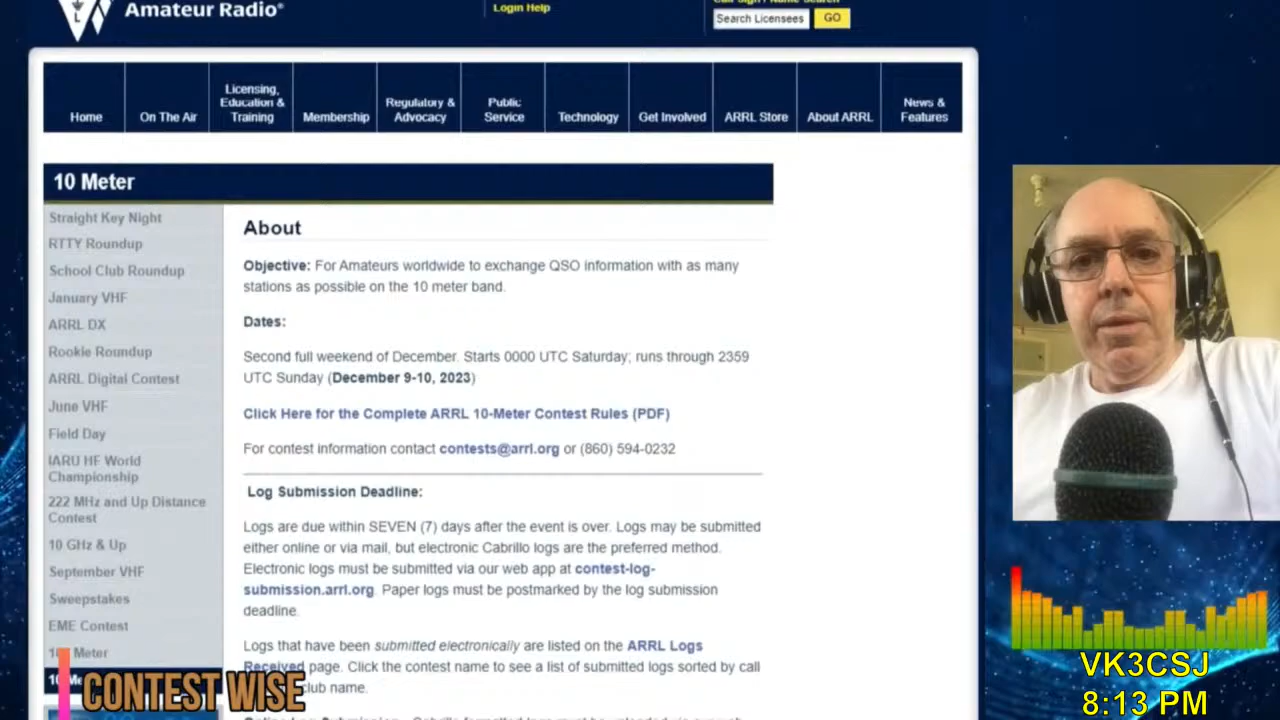 Amateur Radio
Login Help
Search Licensees
GO
Home
On The Air
Licensing,
Education &
Training
Membership
Regulatory &
Advocacy
Public
Service
Technology
Get Involved
ARRL Store
About ARRL
News &
Features
10 Meter
Straight Key Night
RTTY Roundup
School Club Roundup
January VHF
ARRL DX
Rookie Roundup
ARRL Digital Contest
June VHF
Field Day
IARU HF World
Championship
222 MHz and Up Distance
Contest
10 GHz & Up
September VHF
Sweepstakes
EME Contest
Meter
About
Objective: For Amateurs worldwide to exchange QSO information with as many
stations as possible on the 10 meter band.
Dates:
Second full weekend of December. Starts 0000 UTC Saturday; runs through 2359
UTC Sunday (December 9-10, 2023)
Click Here for the Complete ARRL 10-Meter Contest Rules (PDF)
For contest information contact contests@arrl.org or (860) 594-0232
Log Submission Deadline:
Logs are due within SEVEN (7) days after the event is over. Logs may be submitted
either online or via mail, but electronic Cabrillo logs are the preferred method.
Electronic logs must be submitted via our web app at contest-log-
submission.arrl.org. Paper logs must be postmarked by the log submission
deadline.
Logs that have been submitted electronically are listed on the ARRL Logs
Received page. Click the contest name to see a list of submitted logs sorted by call
club name.
CONTEST WISE
VK3CSJ
8:13 PM